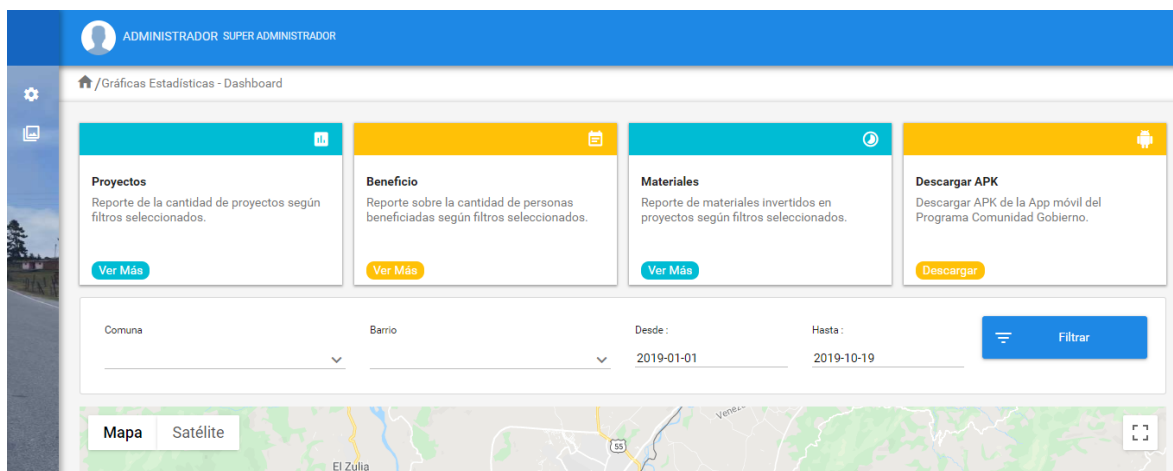 ADMINISTRADOR SUPER ADMINISTRADOR
/Gráficas Estadísticas - Dashboard
Proyectos
Reporte de la cantidad de proyectos según
filtros seleccionados.
Ver Más
Beneficio
Reporte sobre la cantidad de personas
beneficiadas según filtros seleccionados.
Ver Más
Materiales
Reporte de materiales invertidos en
proyectos según filtros seleccionados.
Ver Más
Descargar APK
Descargar APK de la App móvil del
Programa Comunidad Gobierno.
Descargar
Comuna
Barrio
Desde :
2019-01-01
Hasta :
2019-10-19
Filtrar
Mapa
Satélite
55
El Zulia